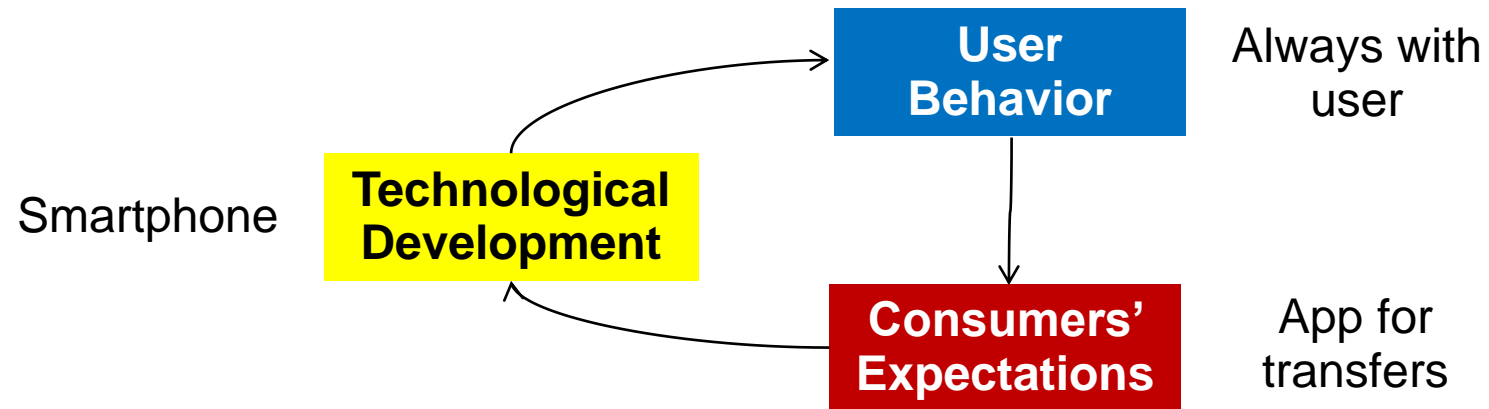 User
Behavior
Always with
user
Smartphone
Technological
Development
Consumers’
Expectations
App for
transfers